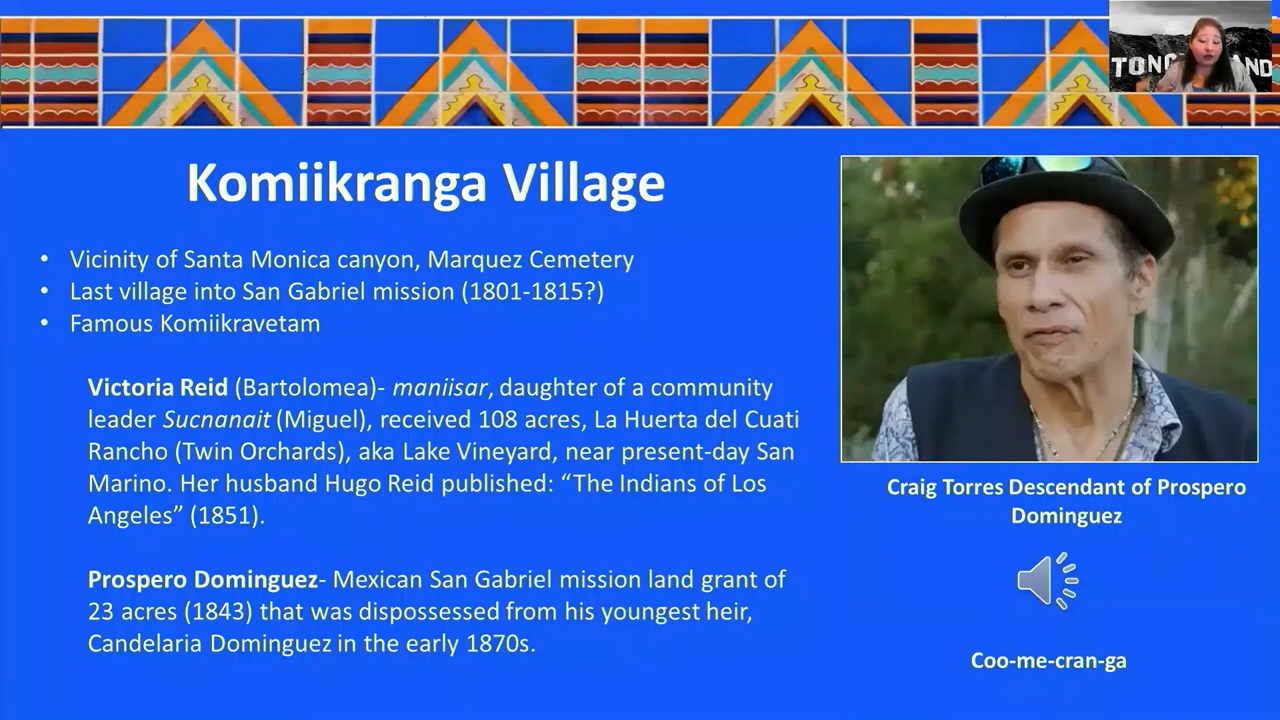 TONG AND
Komiikranga Village
• Vicinity of Santa Monica canyon, Marquez Cemetery
• Last village into San Gabriel mission (1801-1815?)
• Famous Komiikravetam
Victoria Reid (Bartolomea)- maniisar, daughter of a community
leader Sucnanait (Miguel), received 108 acres, La Huerta del Cuati
Rancho (Twin Orchards), aka Lake Vineyard, near present-day San
Marino. Her husband Hugo Reid published: “The Indians of Los
Angeles” (1851).
Prospero Dominguez- Mexican San Gabriel mission land grant of
23 acres (1843) that was dispossessed from his youngest heir,
Candelaria Dominguez in the early 1870s.
Craig Torres Descendant of Prospero
Dominguez
Coo-me-cran-ga